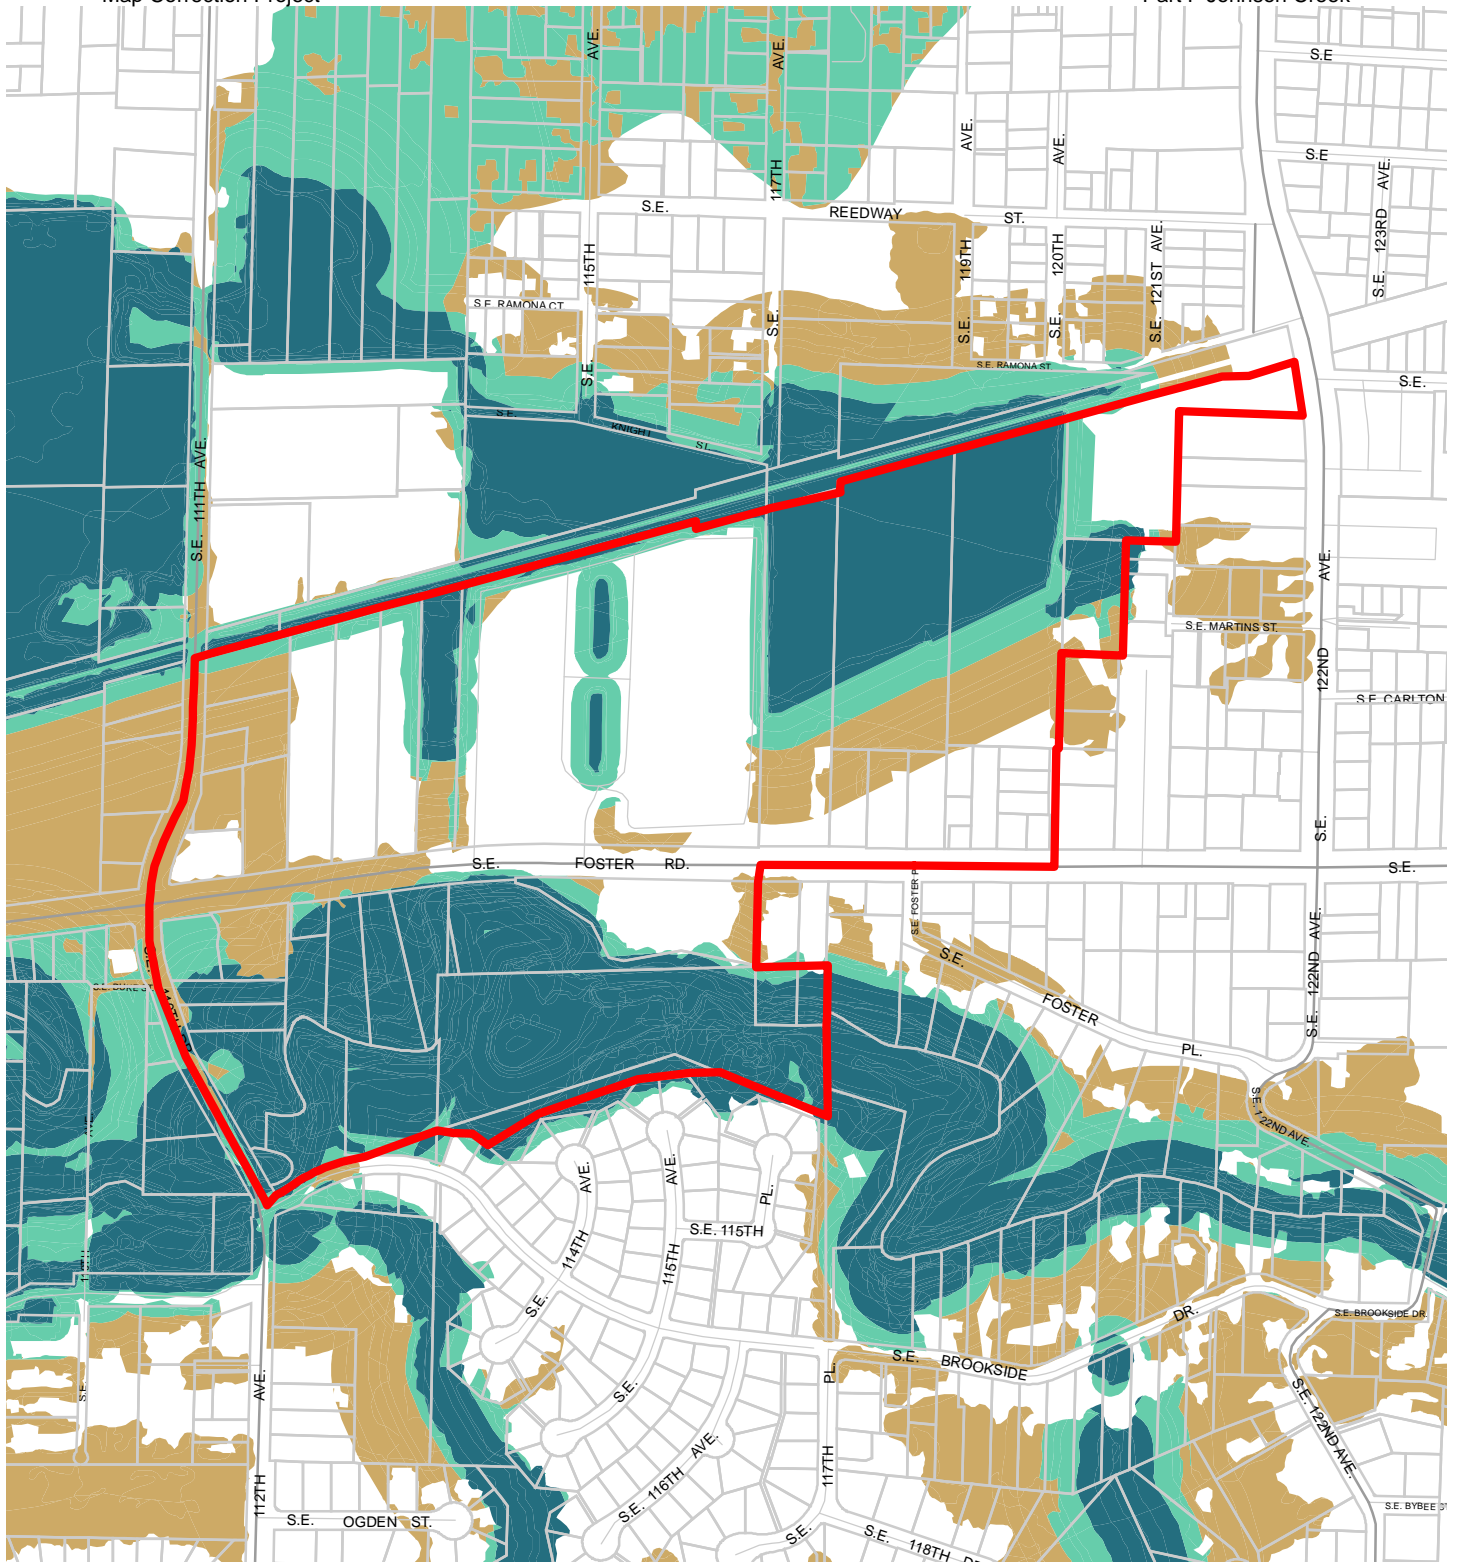 S.E
AVE.
AVE.
AVE.
AVE.
S.E
S.E. 123RD AVE.
117TH
S.E.
REEDWAY
ST.
115TH
119TH
120TH
S.E. 121ST AVE.
S.E. RAMONA CT.
S.E.
S.E.
S.E.
S.E.
S.E. RAMONA ST.
S.E.
S.E.
KNIGHT
ST.
S.E. 111TH AVE.
S.E. MARTINS ST.
122ND AVE.
S.E. CARLTON
S.E.
S.E.
FOSTER
RD.
S.E.
S.E.
S.E.
FOSTER
PL.
S.E. 122ND AVE.
S.E. 122ND AVE.
AVE.
AVE.
PL.
S.E. 115TH
114TH
115TH
S.E.
DR.
S.E. BROOKSIDE DR.
S.E. BROOKSIDE
PL.
AVE.
S.E.
S.E.
S.E. 122ND AVE.
S.E. 116TH AVE.
117TH
112TH
S.E. OGDEN ST.
S.E.
S.E. 118TH
S.E. BYBEE